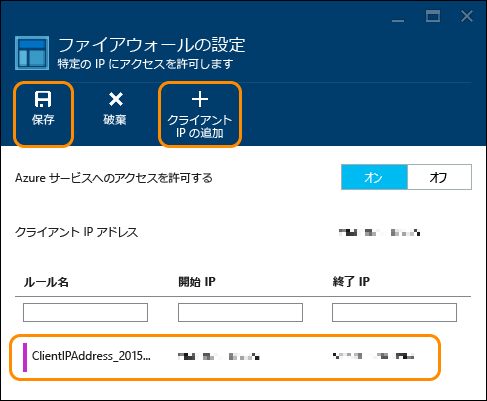 ファイアウォールの設定
特定の IP にアクセスを許可します
保存
破棄
クライアント
IP の追加
Azure サービスへのアクセスを許可する
オン
オフ
クライアント IP アドレス
ルール名
開始 IP
終了 IP
ClientIPAddress_2015...